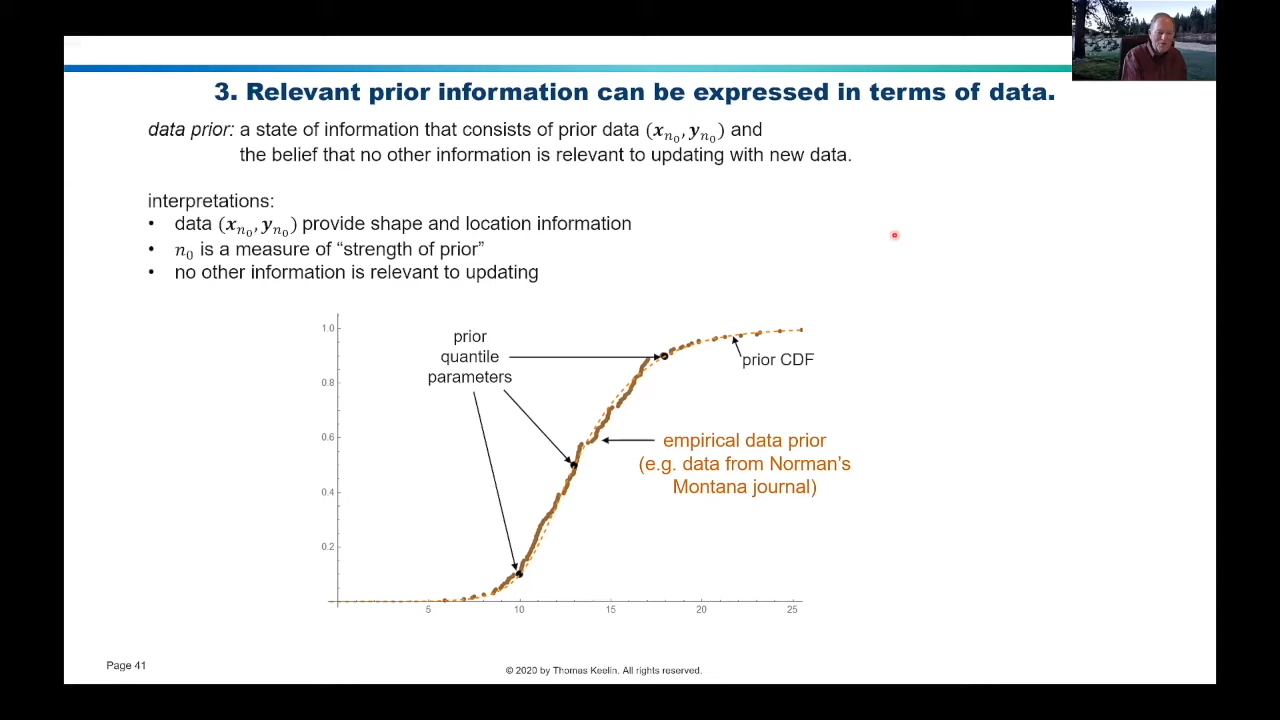 3. Relevant prior information can be expressed in terms of data.
data prior: a state of information that consists of prior data (𝒙ₙ₀, 𝒚ₙ₀) and
the belief that no other information is relevant to updating with new data.
interpretations:
• data (𝒙ₙ₀, 𝒚ₙ₀) provide shape and location information
• n₀ is a measure of “strength of prior”
• no other information is relevant to updating
1.0
0.8
0.6
0.4
0.2
5 10 15 20 25
prior
quantile
parameters
prior CDF
empirical data prior
(e.g. data from Norman’s
Montana journal)
Page 41
© 2020 by Thomas Keelin. All rights reserved.